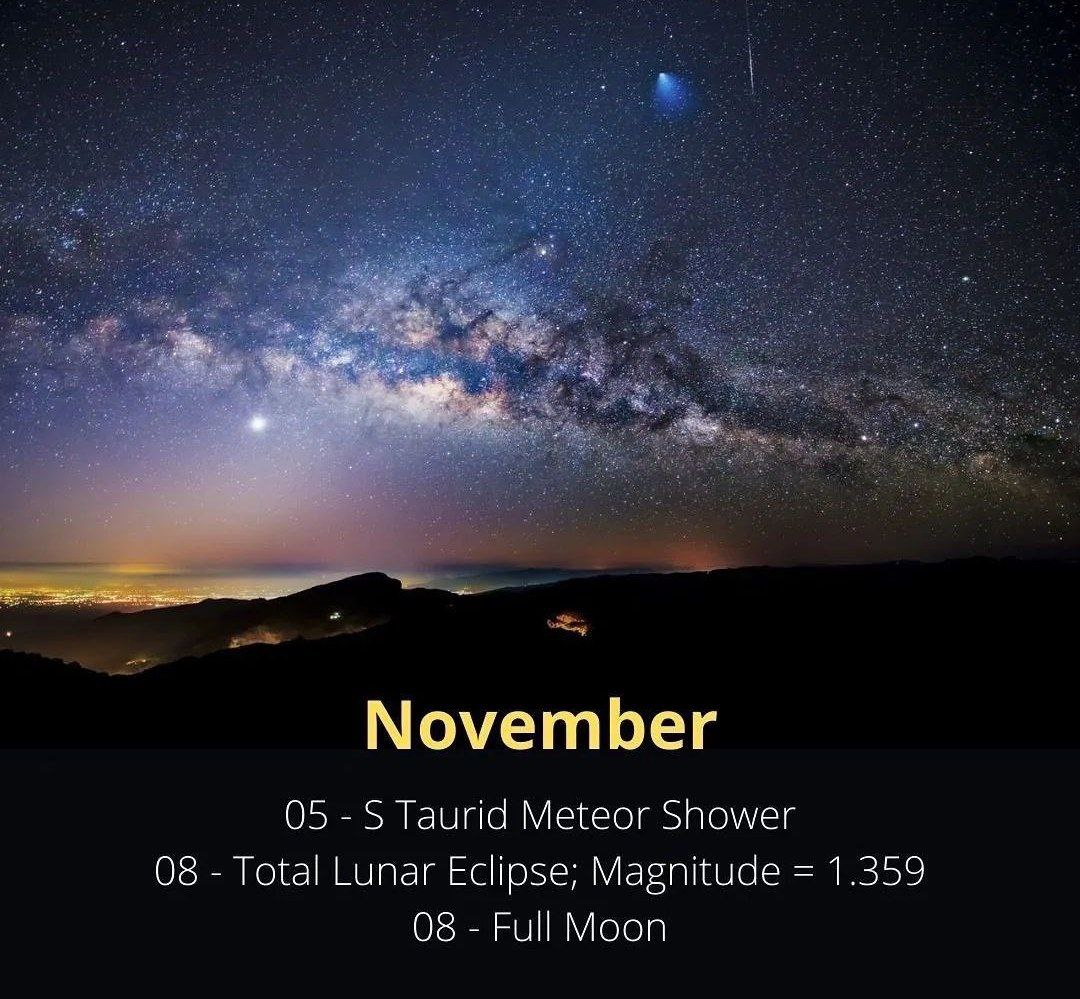 November
05 - S Taurid Meteor Shower
08 - Total Lunar Eclipse; Magnitude = 1.359
08 - Full Moon